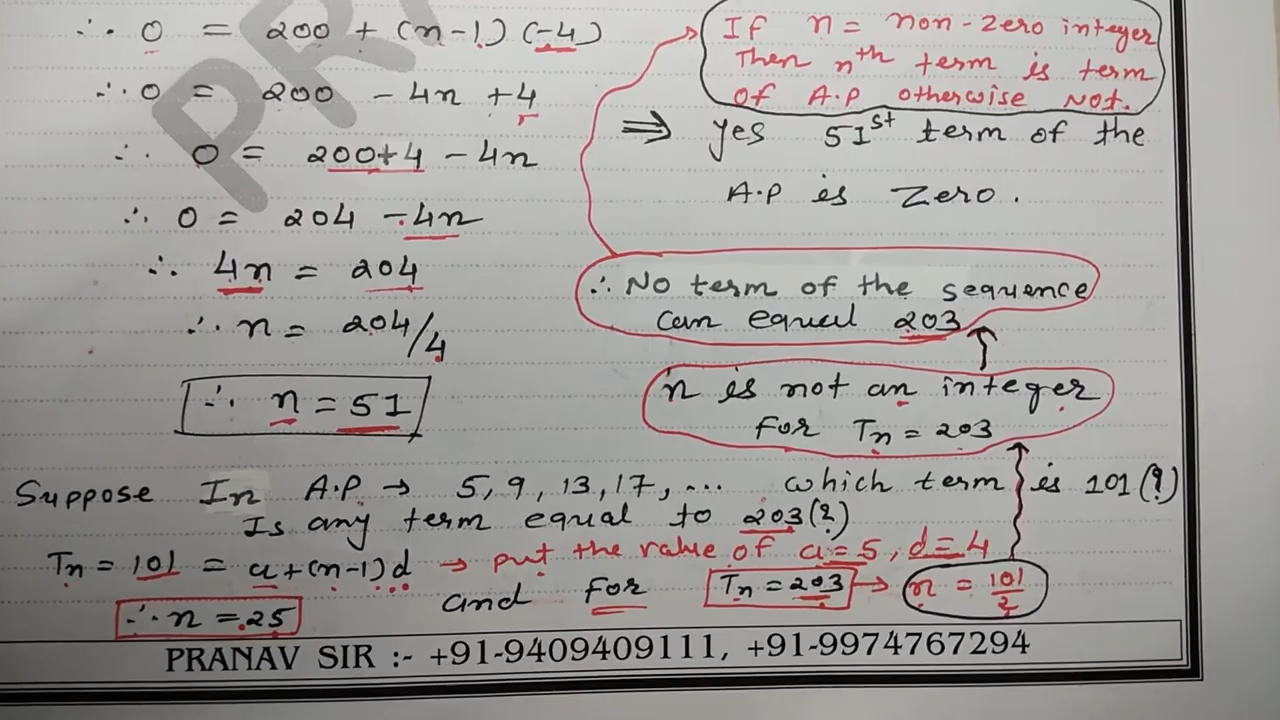 ∴ 0 = 200 + (n-1) (-4)
∴ 0 = 200 - 4n + 4
∴ 0 = 200+4 - 4n
∴ 0 = 204 - 4n
∴ 4n = 204
∴ n = 204/4
∴ n = 51
If n = non-zero integer
Then nth term is term
of A.P otherwise Not.
⇒ yes 51st term of the
A.P is Zero.
∴ No term of the sequence
can equal 203
n is not an integer
For Tn = 203
Suppose In A.P → 5, 9, 13, 17, ... which term is 101(?)
Is any term equal to 203(?)
Tn = 101 = a+(n-1)d → put the value of a=5, d=4
∴ n = 25 and for Tn = 203 → n = 101/2
PRANAV SIR :- +91-9409409111, +91-9974767294